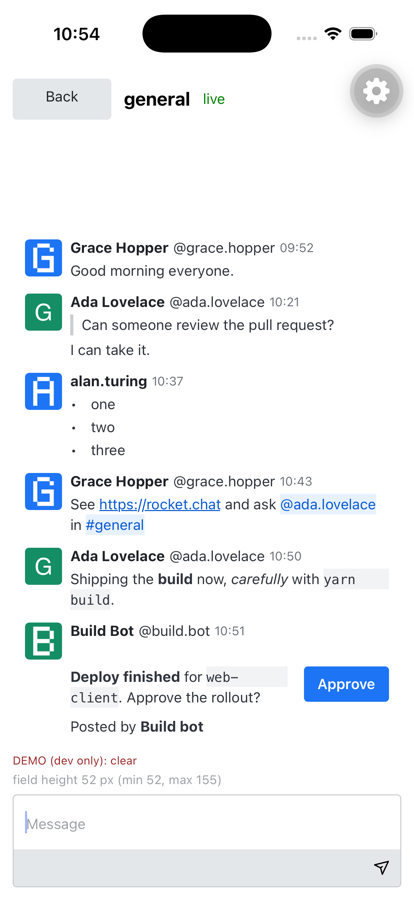 10:54
Back
general live
G
Grace Hopper @grace.hopper 09:52
Good morning everyone.
G
Ada Lovelace @ada.lovelace 10:21
Can someone review the pull request?
I can take it.
A
alan.turing 10:37
• one
• two
• three
G
Grace Hopper @grace.hopper 10:43
See https://rocket.chat and ask @ada.lovelace
in #general
G
Ada Lovelace @ada.lovelace 10:50
Shipping the build now, carefully with yarn
build.
B
Build Bot @build.bot 10:51
Deploy finished for web-
client. Approve the rollout?
Approve
Posted by Build bot
DEMO (dev only): clear
field height 52 px (min 52, max 155)
Message